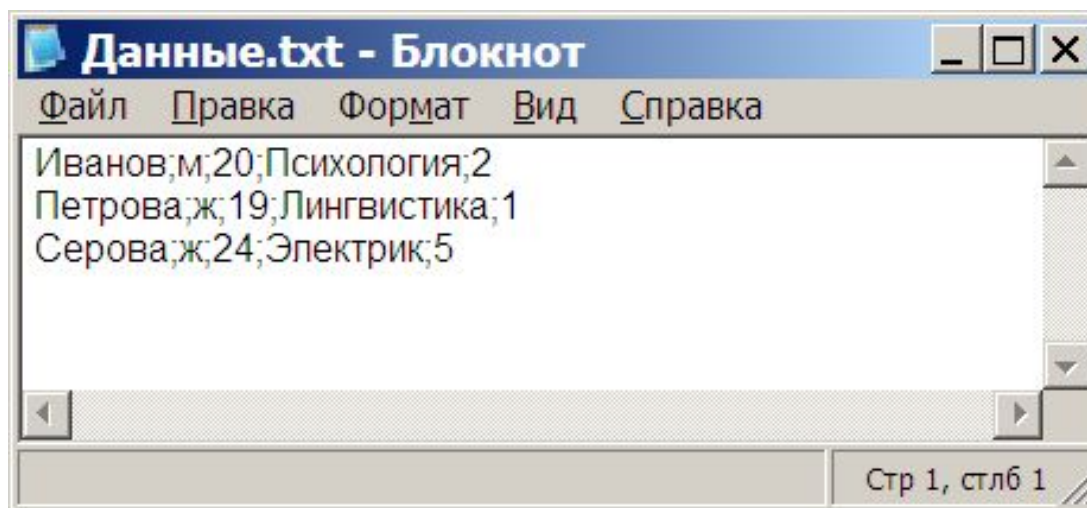 Данные.txt - Блокнот
Файл Правка Формат Вид Справка
Иванов;м;20;Психология;2
Петрова;ж;19;Лингвистика;1
Серова;ж;24;Электрик;5
Стр 1, стлб 1